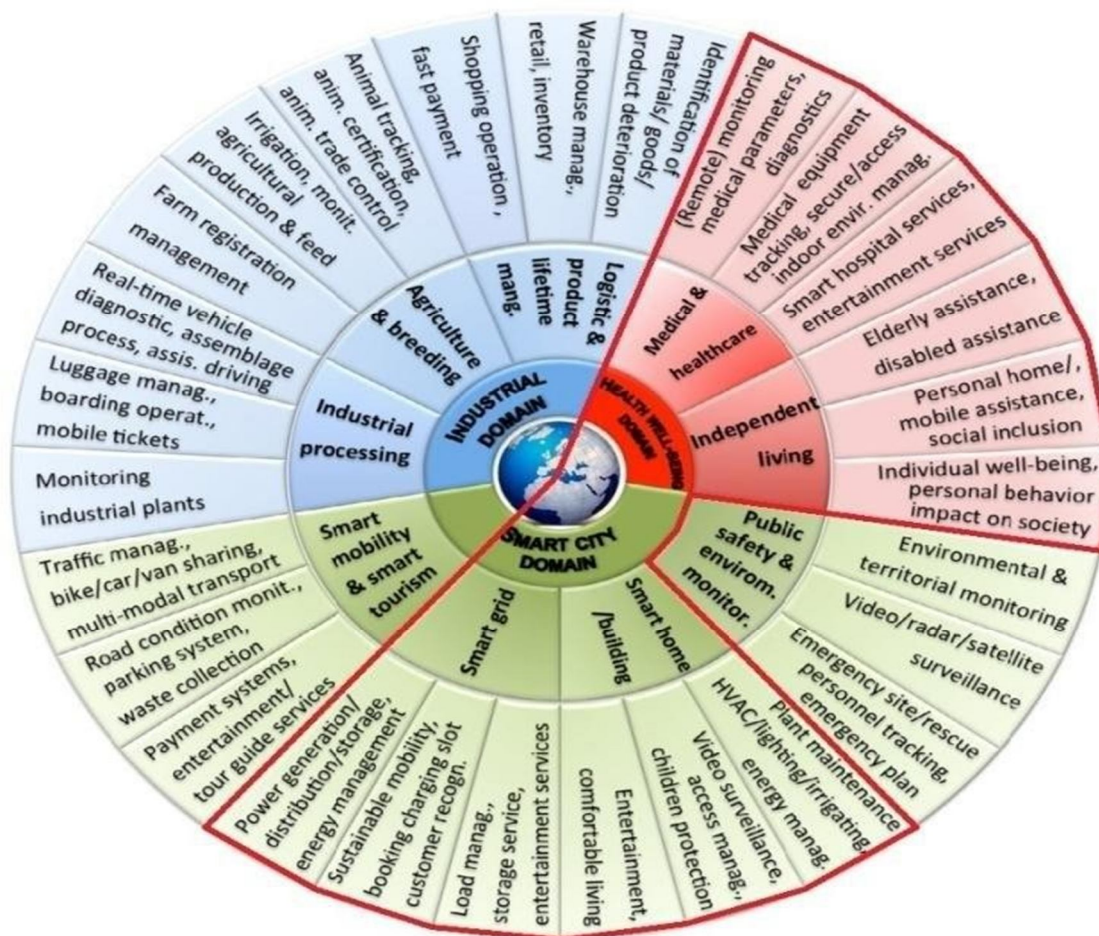 INDUSTRIAL
DOMAIN
HEALTH WELL-BEING
DOMAIN
SMART CITY
DOMAIN
Logistic &
product
lifetime
mang.
Agriculture
& breeding
Industrial
processing
Medical &
healthcare
Independent
living
Public
safety &
environm.
monitor.
Smart home
/building
Smart grid
Smart
mobility
& smart
tourism
Identification of
materials/ goods/
product deterioration
Warehouse manag.,
retail, inventory
Shopping operation ,
fast payment
Animal tracking,
anim. certification,
anim. trade control
Irrigation, monit.
agricultural
production & feed
Farm registration
management
Real-time vehicle
diagnostic, assemblage
process, assis. driving
Luggage manag.,
boarding operat.,
mobile tickets
Monitoring
industrial plants
(Remote) monitoring
medical parameters,
diagnostics
Medical equipment
tracking, secure/access
indoor envir. manag.
Smart hospital services,
entertainment services
Elderly assistance,
disabled assistance
Personal home/,
mobile assistance,
social inclusion
Individual well-being,
personal behavior
impact on society
Environmental &
territorial monitoring
Video/radar/satellite
surveillance
Emergency site/rescue
personnel tracking,
emergency plan
Plant maintenance
HVAC/lighting/irrigating,
energy manag.
Video surveillance,
access manag.,
children protection
Entertainment,
comfortable living
Load manag.,
storage service,
entertainment services
Sustainable mobility,
booking charging slot
customer recogn.
Power generation/
distribution/storage,
energy management
Payment systems,
entertainment/
tour guide services
Road condition monit.,
parking system,
waste collection
Traffic manag.,
bike/car/van sharing,
multi-modal transport